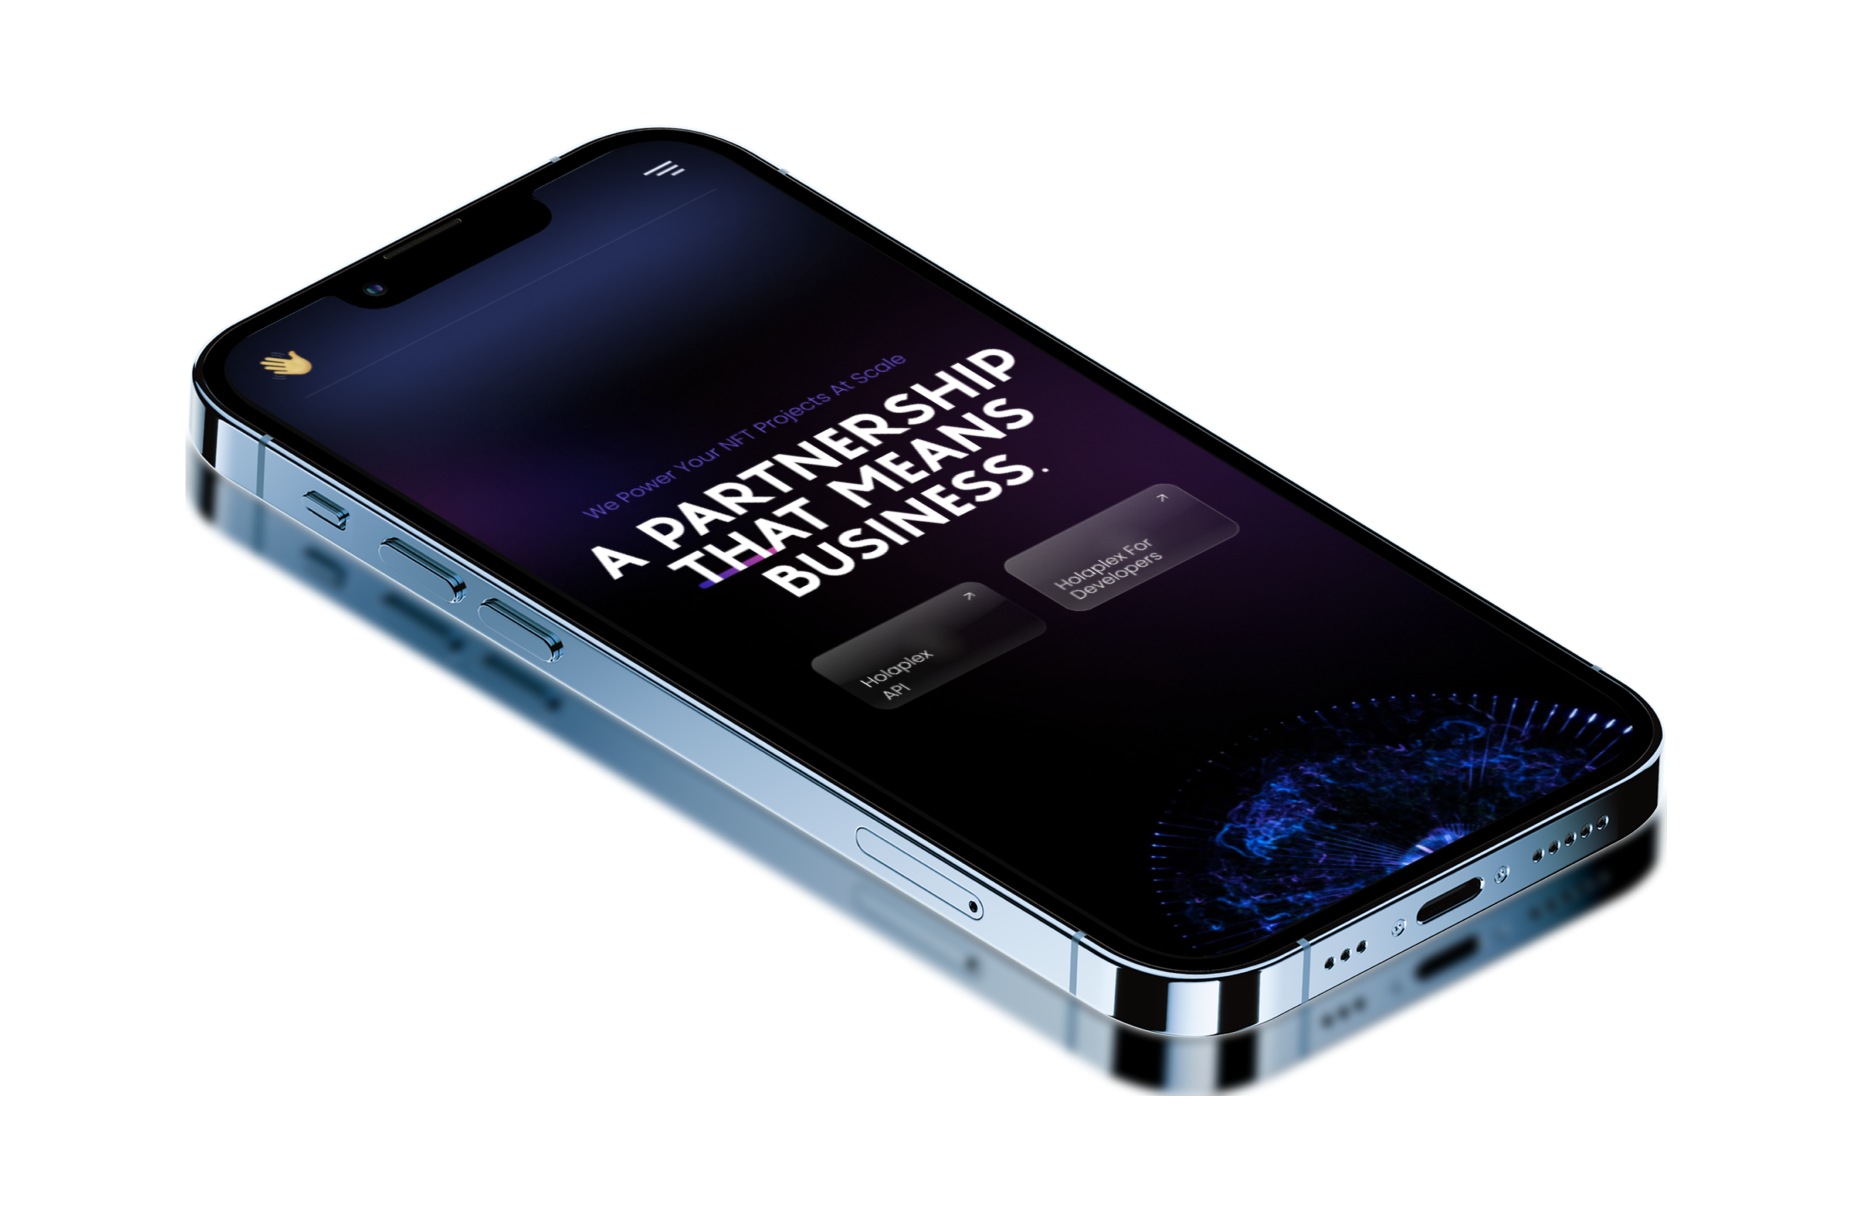 We Power Your NFT Projects At Scale
A PARTNERSHIP
THAT MEANS
BUSINESS.
Holaplex
API
Holaplex For
Developers